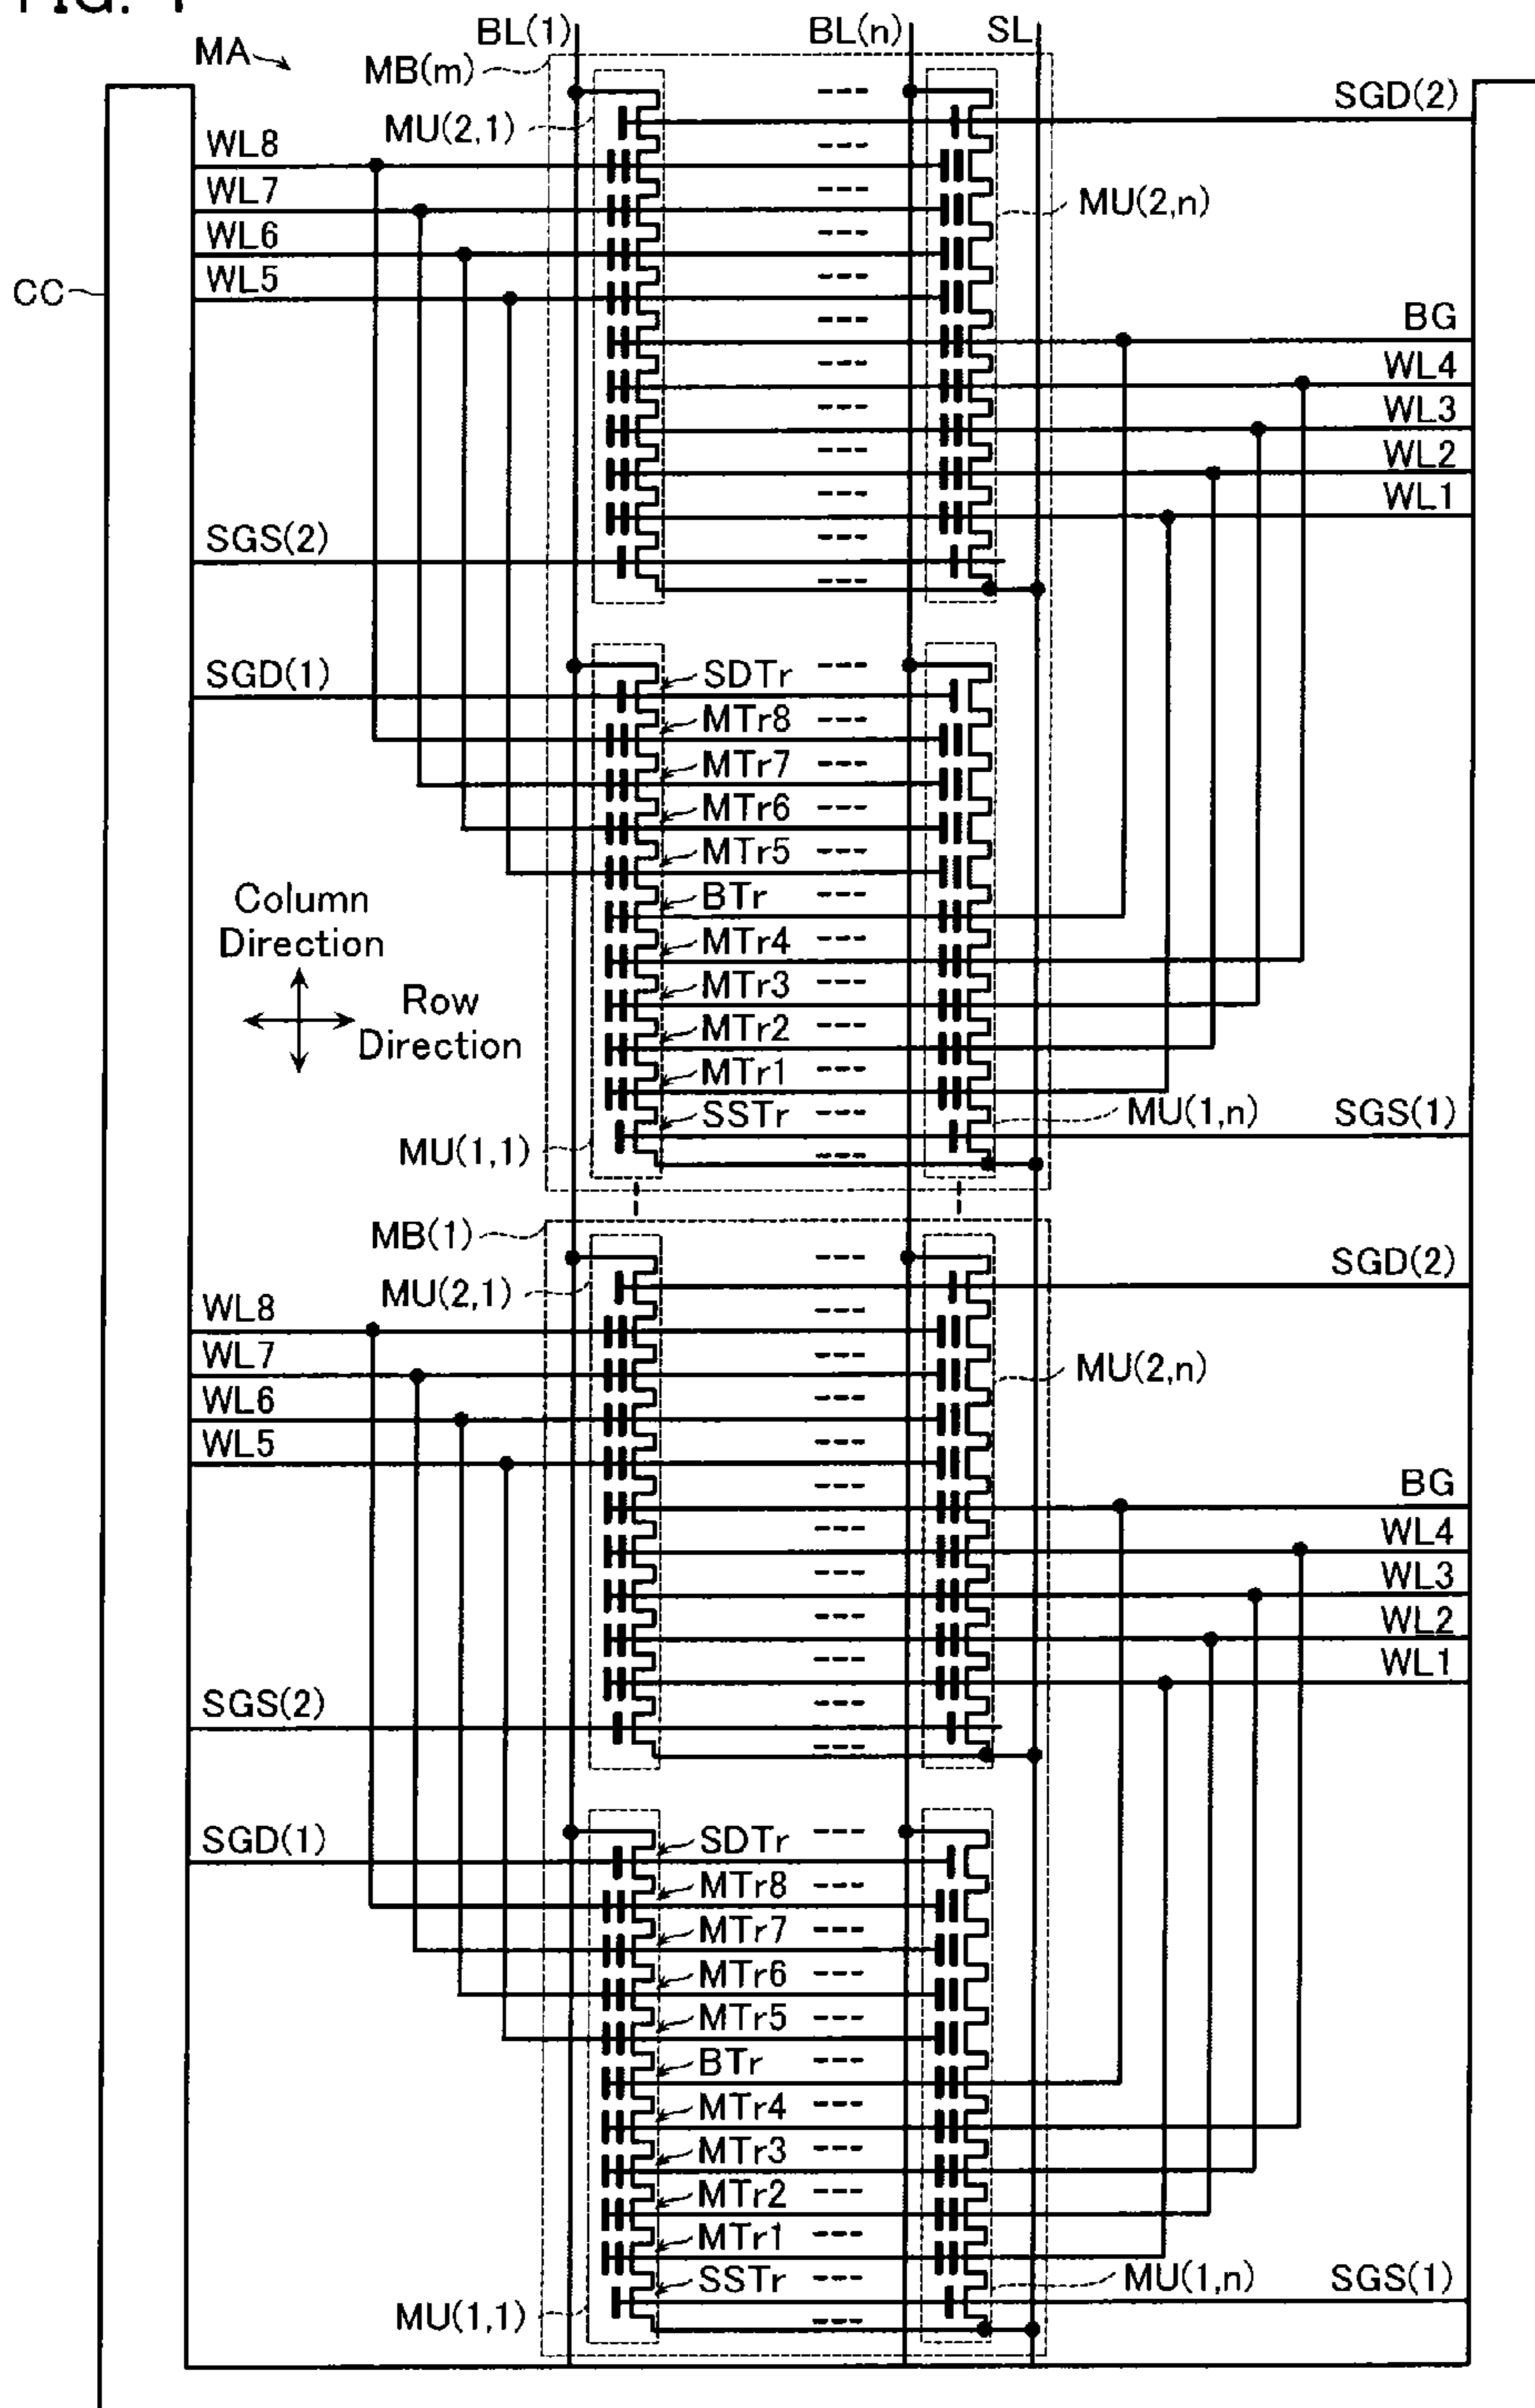 BL(1)
BL(n)
SL
MA
MB(m)
SGD(2)
MU(2,1)
WL8
WL7
MU(2,n)
WL6
WL5
CC
BG
WL4
WL3
WL2
WL1
SGS(2)
SGD(1)
SDTr
MTr8
MTr7
MTr6
MTr5
BTr
Column
Direction
MTr4
MTr3
Row
Direction
MTr2
MTr1
SSTr
MU(1,n)
SGS(1)
MU(1,1)
MB(1)
SGD(2)
MU(2,1)
WL8
WL7
MU(2,n)
WL6
WL5
BG
WL4
WL3
WL2
WL1
SGS(2)
SGD(1)
SDTr
MTr8
MTr7
MTr6
MTr5
BTr
MTr4
MTr3
MTr2
MTr1
SSTr
MU(1,n)
SGS(1)
MU(1,1)